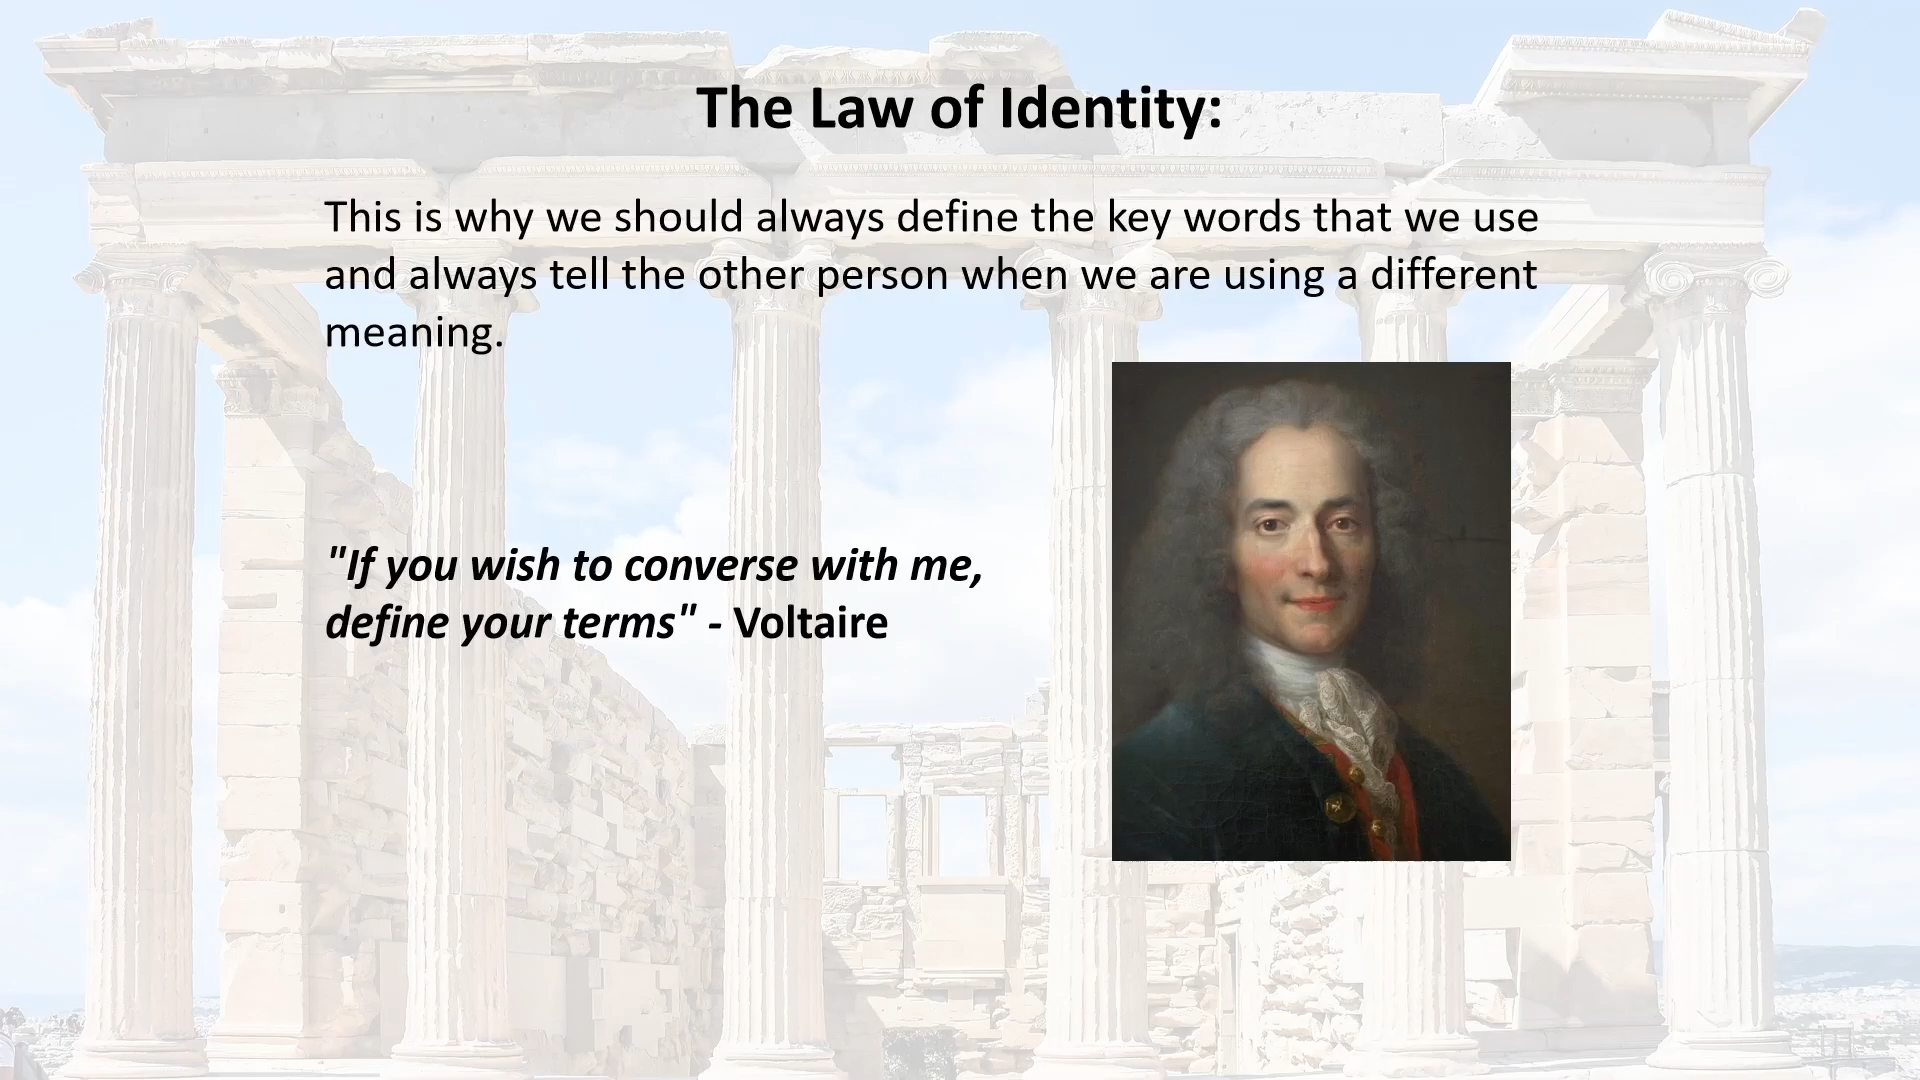 The Law of Identity:
This is why we should always define the key words that we use
and always tell the other person when we are using a different
meaning.
"If you wish to converse with me,
define your terms" - Voltaire